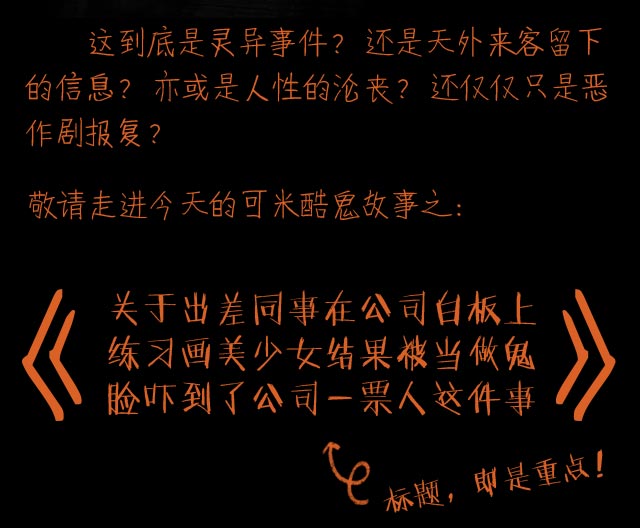 这到底是灵异事件？ 还是天外来客留下
的信息？ 亦或是人性的沦丧？ 还仅仅只是恶
作剧报复？
敬请走进今天的可米酷鬼故事之：
《关于出差同事在公司白板上
练习画美少女结果被当做鬼
脸吓到了公司一票人这件事》
标题，即是重点！